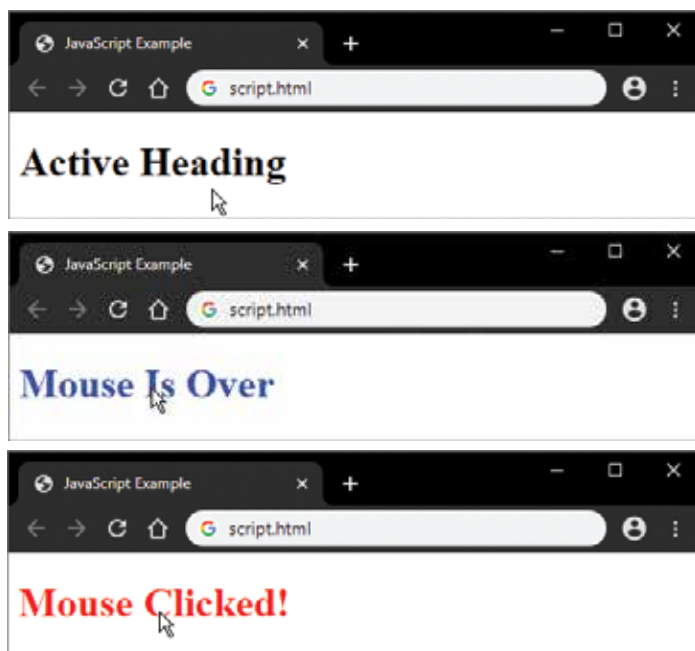 JavaScript Example
script.html
Active Heading
JavaScript Example
script.html
Mouse Is Over
JavaScript Example
script.html
Mouse Clicked!